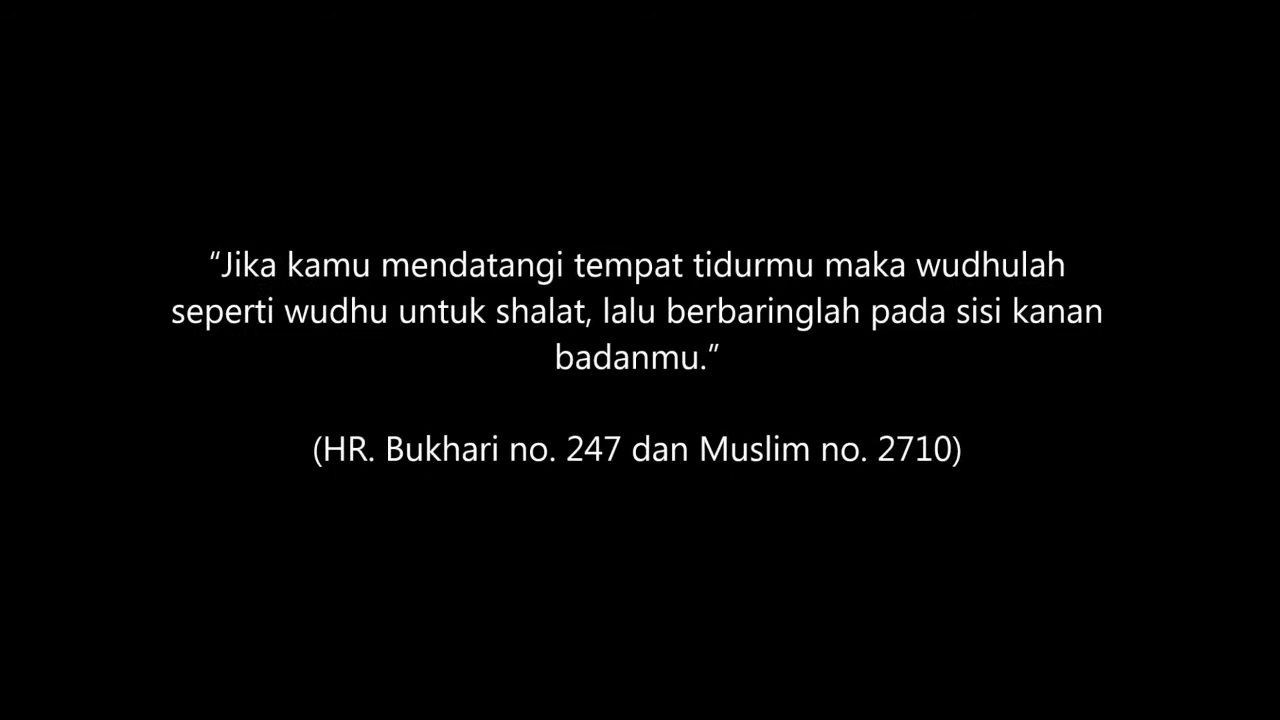 “Jika kamu mendatangi tempat tidurmu maka wudhulah
seperti wudhu untuk shalat, lalu berbaringlah pada sisi kanan
badanmu.”
(HR. Bukhari no. 247 dan Muslim no. 2710)